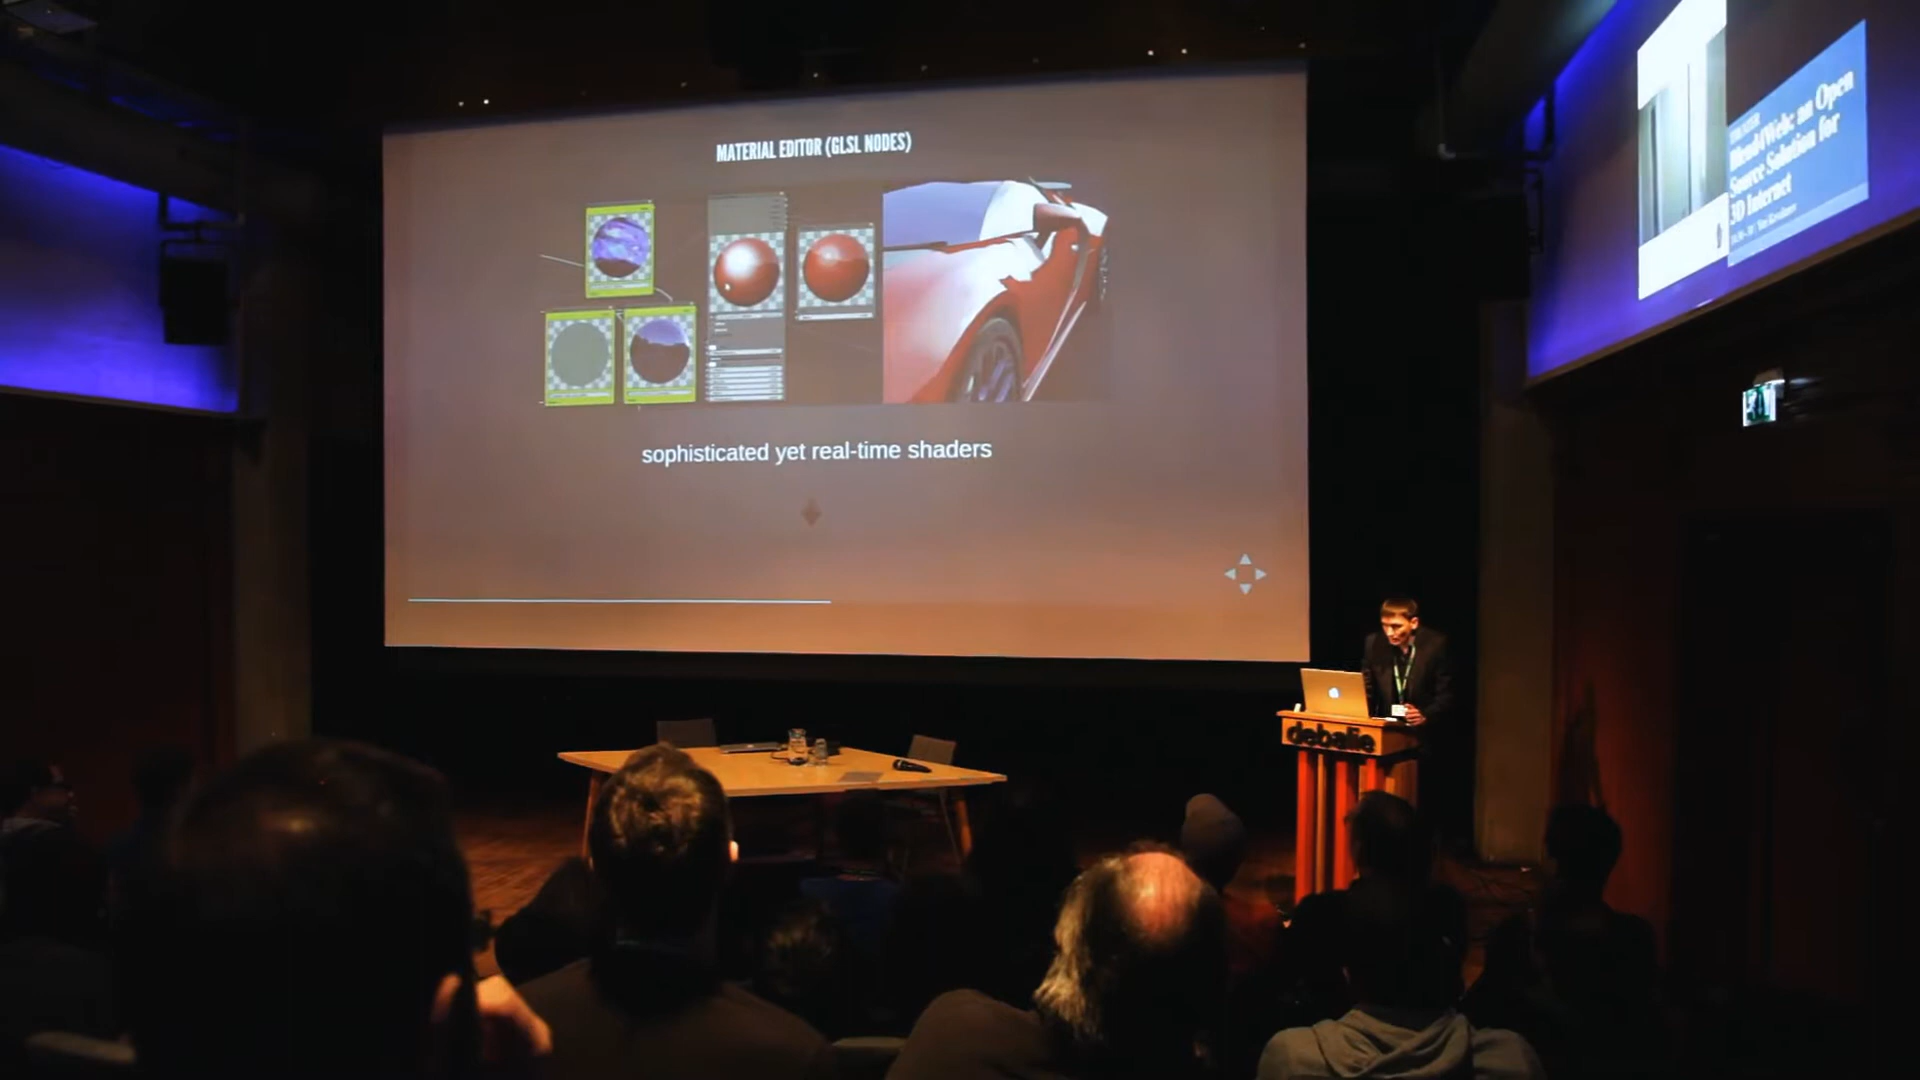 MATERIAL EDITOR (GLSL NODES)
sophisticated yet real-time shaders
Blend4Web: an Open
Source Solution for
3D Internet
debalie